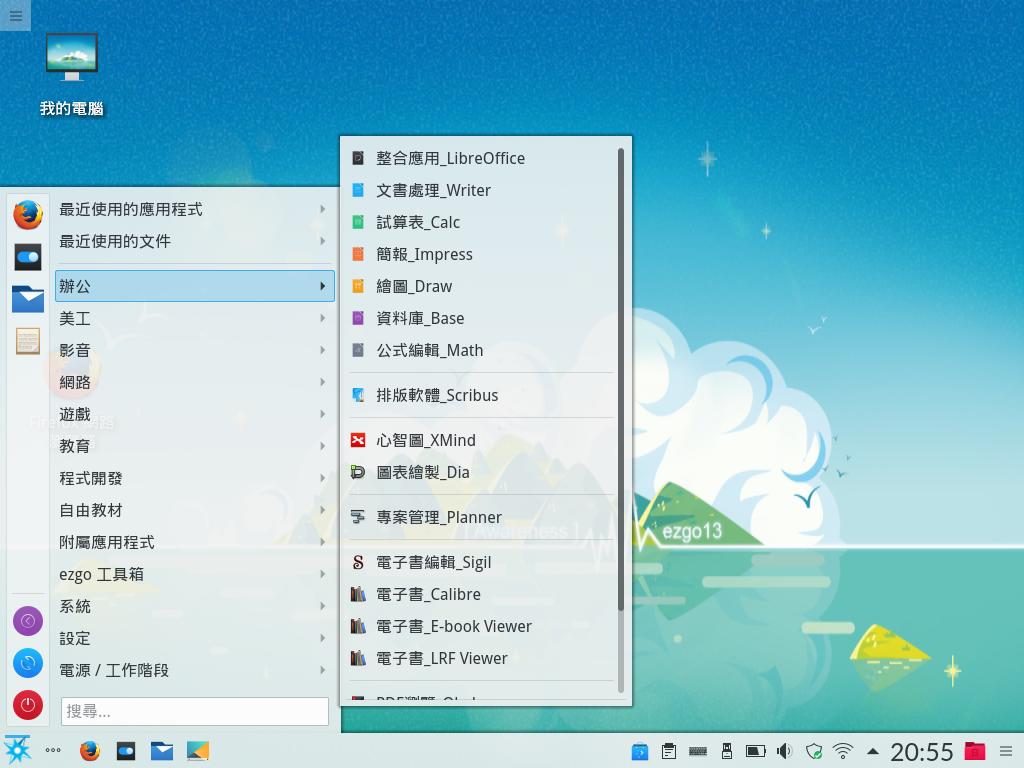 我的電腦
最近使用的應用程式
最近使用的文件
辦公
美工
影音
網路
遊戲
教育
程式開發
自由教材
附屬應用程式
ezgo 工具箱
系統
設定
電源 / 工作階段
搜尋...
整合應用_LibreOffice
文書處理_Writer
試算表_Calc
簡報_Impress
繪圖_Draw
資料庫_Base
公式編輯_Math
排版軟體_Scribus
心智圖_XMind
圖表繪製_Dia
專案管理_Planner
電子書編輯_Sigil
電子書_Calibre
電子書_E-book Viewer
電子書_LRF Viewer
Awareness
ezgo13
20:55